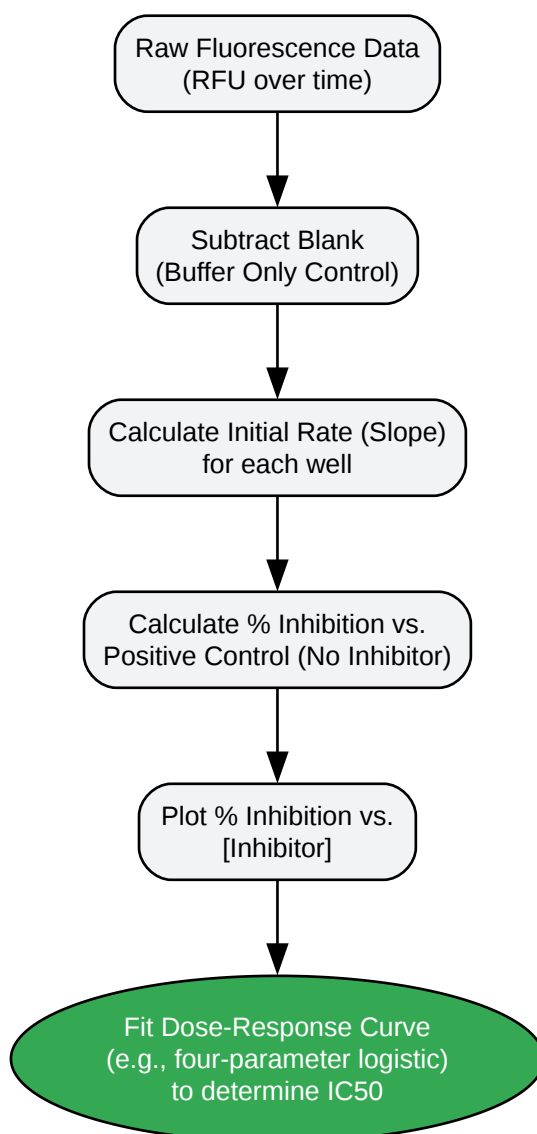 Raw Fluorescence Data
(RFU over time)
Subtract Blank
(Buffer Only Control)
Calculate Initial Rate (Slope)
for each well
Calculate % Inhibition vs.
Positive Control (No Inhibitor)
Plot % Inhibition vs.
[Inhibitor]
Fit Dose-Response Curve
(e.g., four-parameter logistic)
to determine IC50